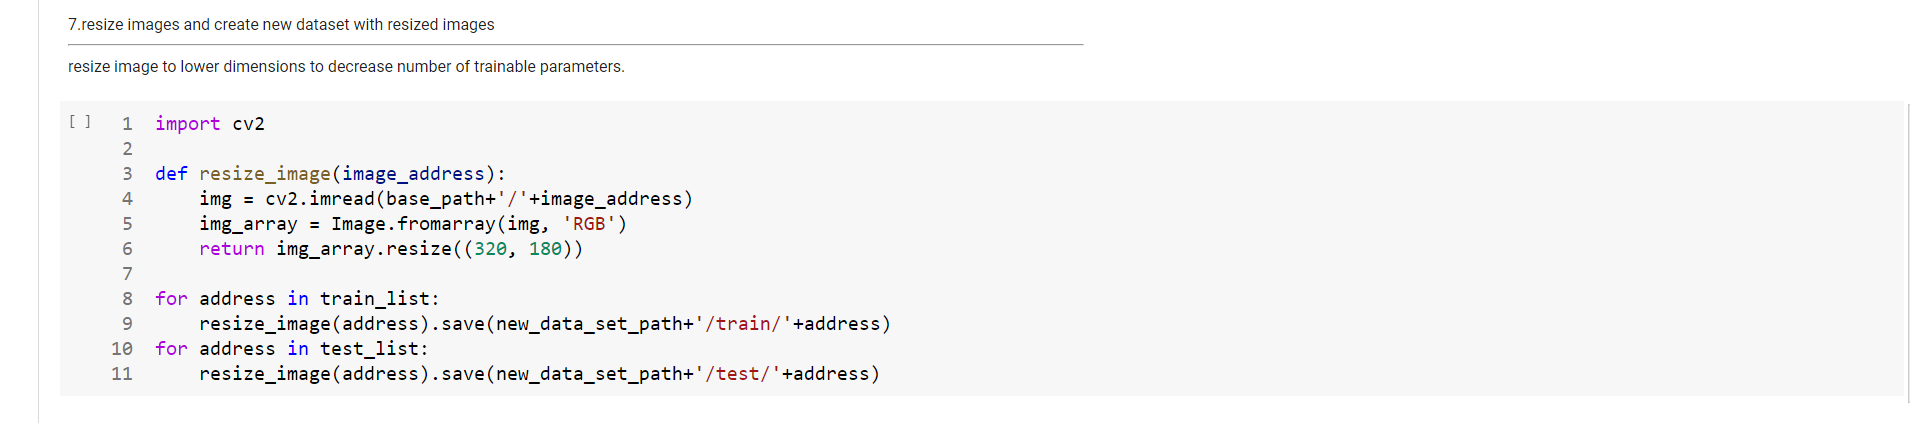 7.resize images and create new dataset with resized images
resize image to lower dimensions to decrease number of trainable parameters.
[ ] 1 import cv2
2
3 def resize_image(image_address):
4     img = cv2.imread(base_path+'/'+image_address)
5     img_array = Image.fromarray(img, 'RGB')
6     return img_array.resize((320, 180))
7
8 for address in train_list:
9     resize_image(address).save(new_data_set_path+'/train/'+address)
10 for address in test_list:
11     resize_image(address).save(new_data_set_path+'/test/'+address)